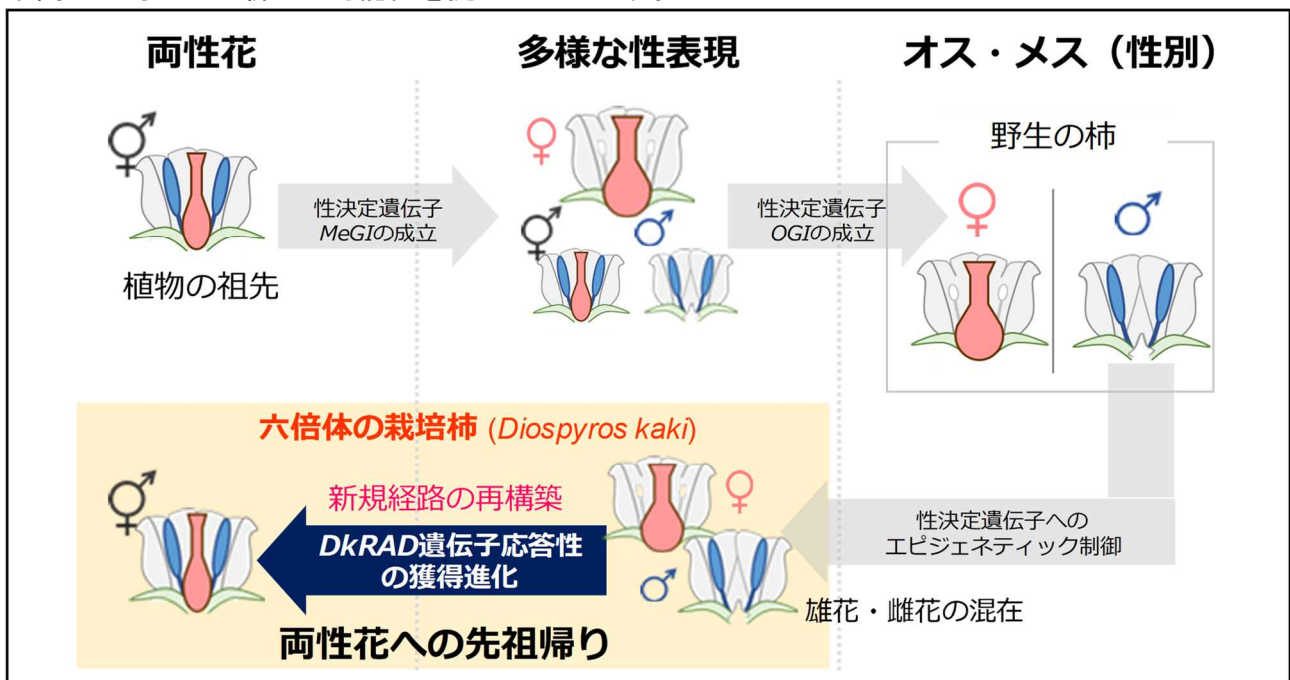 両性花
多様な性表現
オス・メス（性別）
野生の柿
性決定遺伝子
MeGIの成立
性決定遺伝子
OGIの成立
植物の祖先
六倍体の栽培柿 (Diospyros kaki)
新規経路の再構築
DkRAD遺伝子応答性
の獲得進化
両性花への先祖帰り
性決定遺伝子への
エピジェネティック制御
雄花・雌花の混在